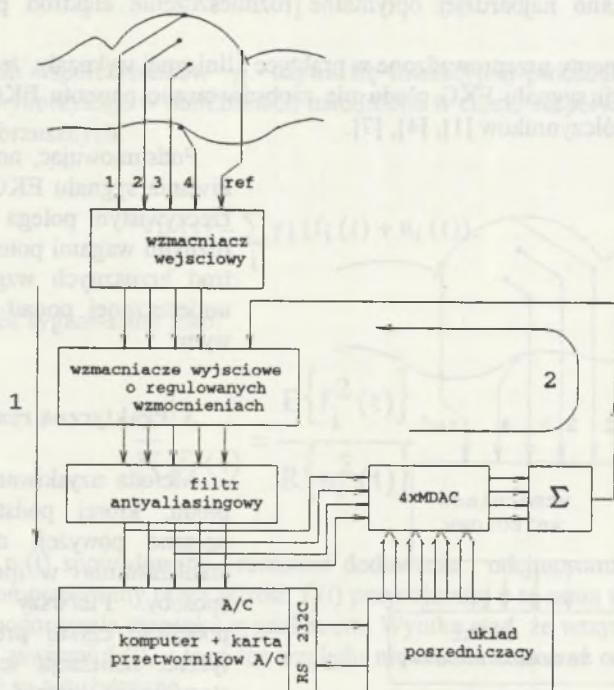 1 2 3 4 ref
wzmacniacz
wejsciowy
wzmacniacze wyjsciowe
o regulowanych
wzmocnieniach
1
2
filtr
antyaliasingowy
4xMDAC
Σ
A/C
komputer + karta
przetwornikow A/C
RS 232C
uklad
posredniczacy